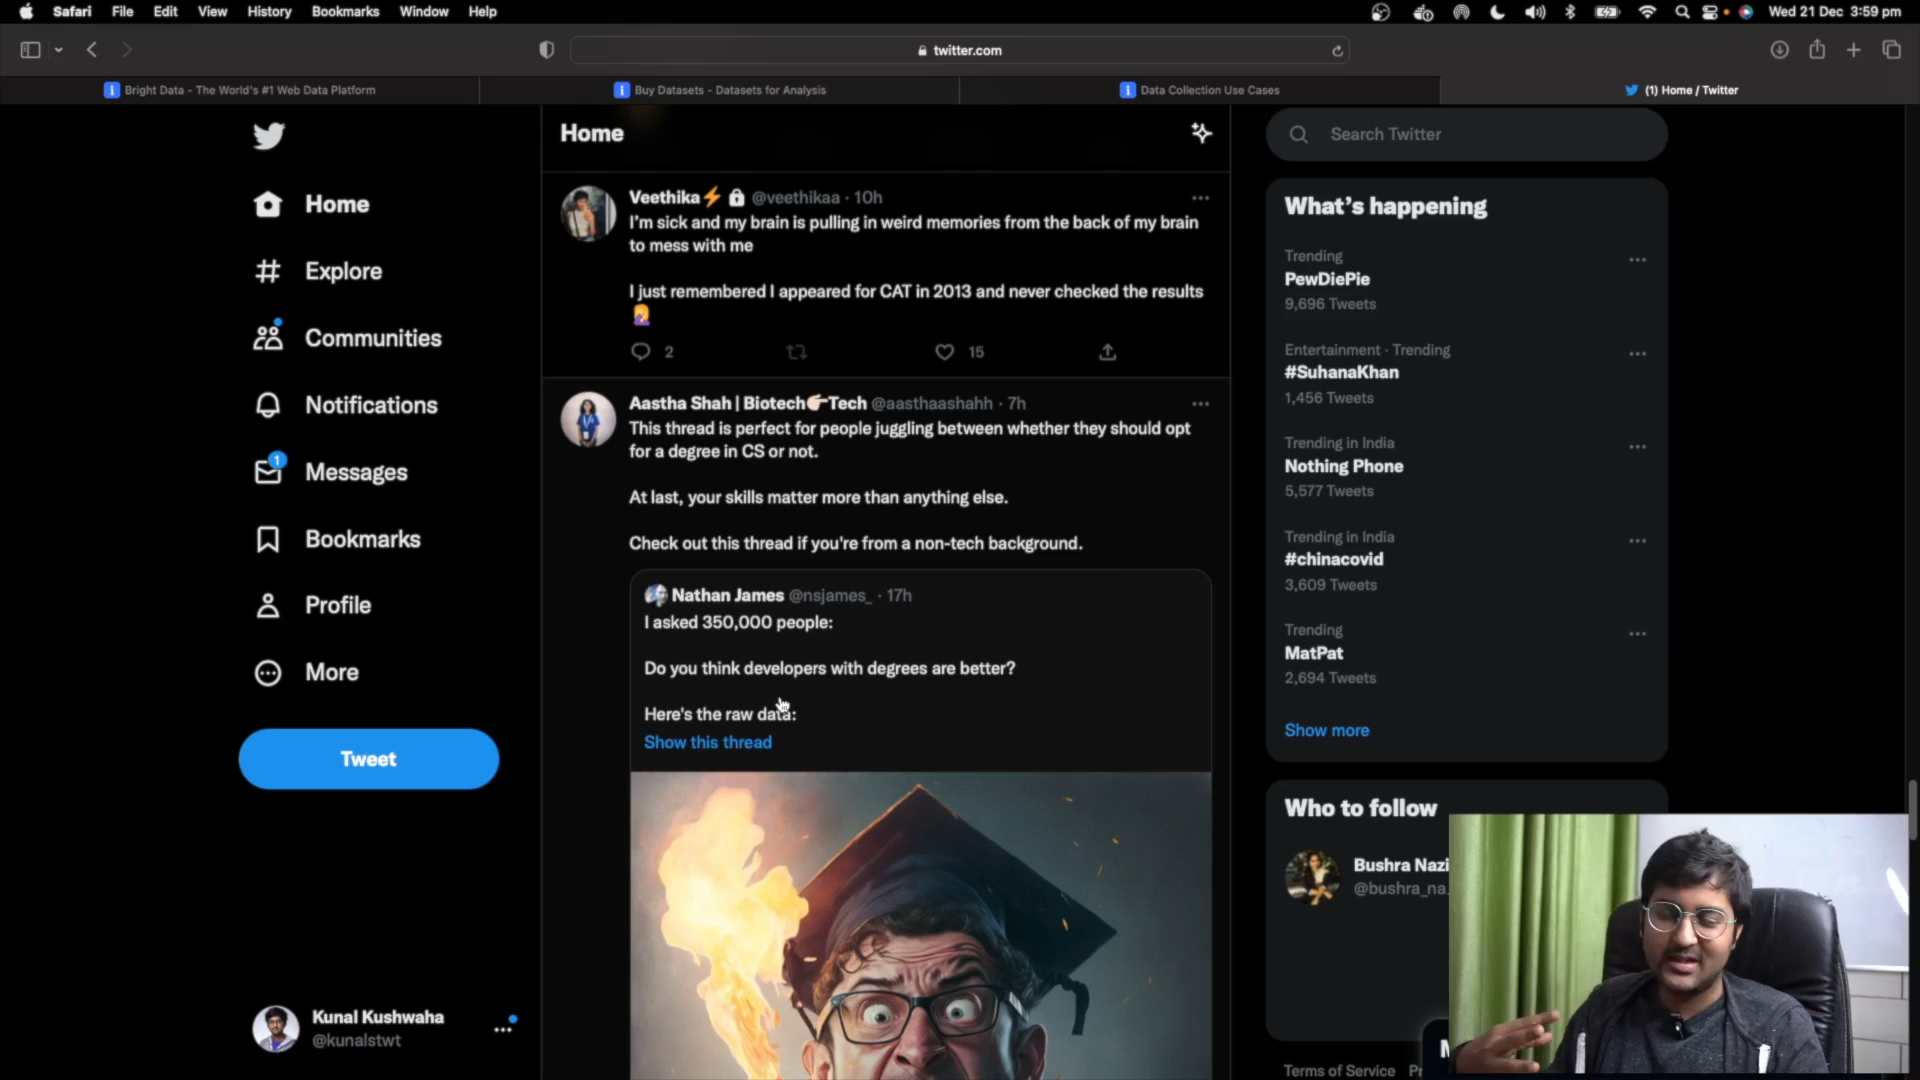 Safari File Edit View History Bookmarks Window Help Wed 21 Dec 3:59 pm
twitter.com
Bright Data - The World's #1 Web Data Platform
Buy Datasets - Datasets for Analysis
Data Collection Use Cases
(1) Home / Twitter
Home
Explore
Communities
Notifications
1
Messages
Bookmarks
Profile
More
Tweet
Kunal Kushwaha
@kunalstwt
Home
Veethika⚡🔒 @veethikaa · 10h
I'm sick and my brain is pulling in weird memories from the back of my brain
to mess with me
I just remembered I appeared for CAT in 2013 and never checked the results
🤦‍♀️
2 15
Aastha Shah | Biotech👉🏻Tech @aasthaashahh · 7h
This thread is perfect for people juggling between whether they should opt
for a degree in CS or not.
At last, your skills matter more than anything else.
Check out this thread if you're from a non-tech background.
Nathan James @nsjames_ · 17h
I asked 350,000 people:
Do you think developers with degrees are better?
Here's the raw data:
Show this thread
Search Twitter
What's happening
Trending
PewDiePie
9,696 Tweets
Entertainment · Trending
#SuhanaKhan
1,456 Tweets
Trending in India
Nothing Phone
5,577 Tweets
Trending in India
#chinacovid
3,609 Tweets
Trending
MatPat
2,694 Tweets
Show more
Who to follow
Bushra Nazi
@bushra_na.
Terms of Service